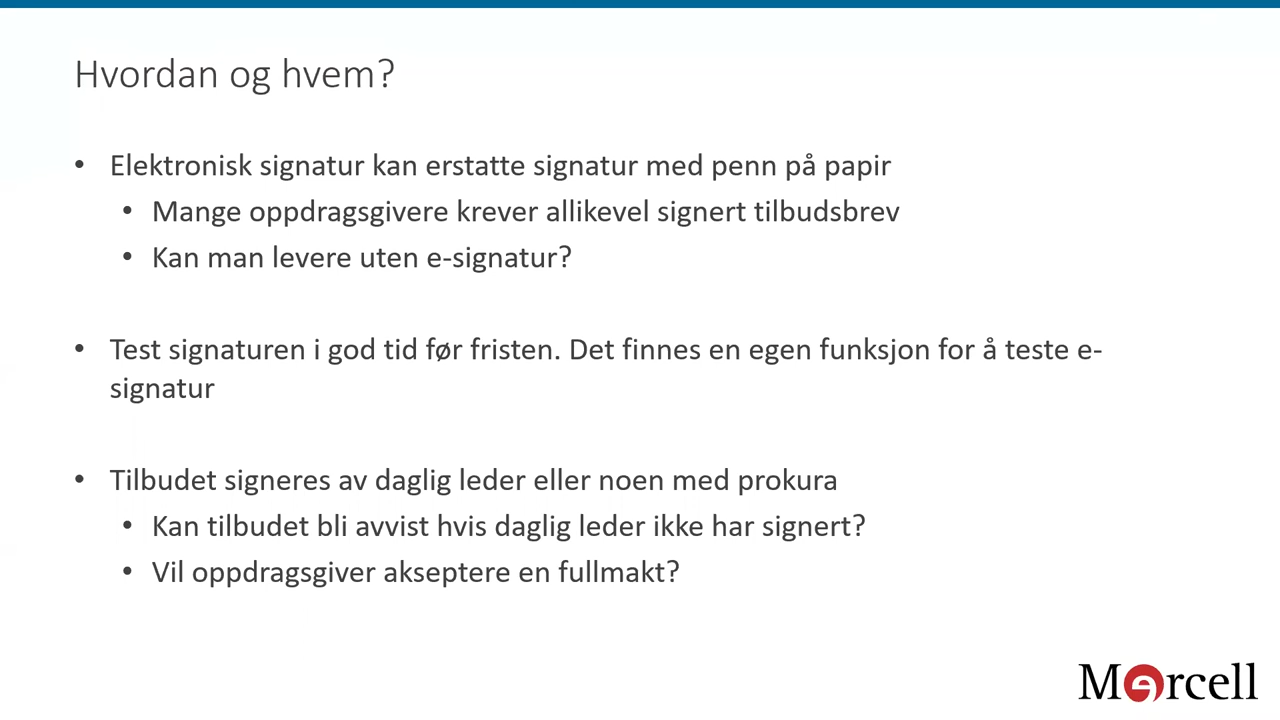 Hvordan og hvem?
• Elektronisk signatur kan erstatte signatur med penn på papir
• Mange oppdragsgivere krever allikevel signert tilbudsbrev
• Kan man levere uten e-signatur?
• Test signaturen i god tid før fristen. Det finnes en egen funksjon for å teste e-
signatur
• Tilbudet signeres av daglig leder eller noen med prokura
• Kan tilbudet bli avvist hvis daglig leder ikke har signert?
• Vil oppdragsgiver akseptere en fullmakt?
Mercell